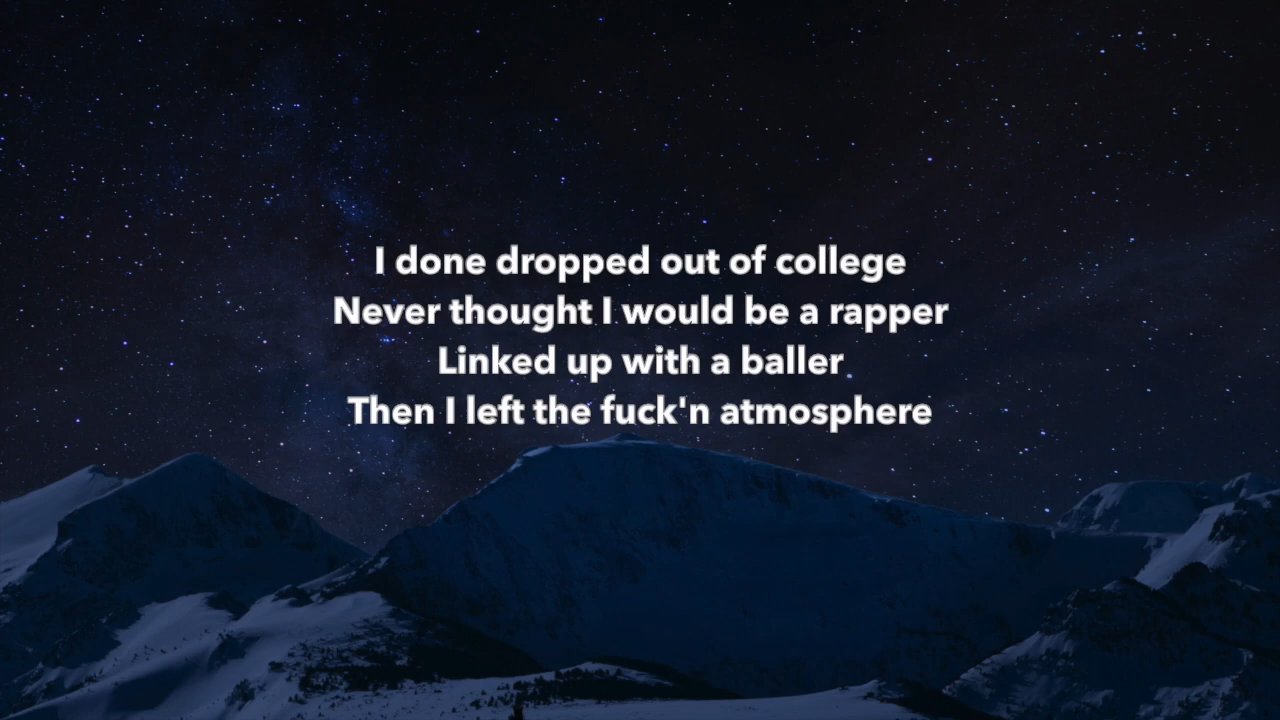 I done dropped out of college
Never thought I would be a rapper
Linked up with a baller
Then I left the fuck'n atmosphere